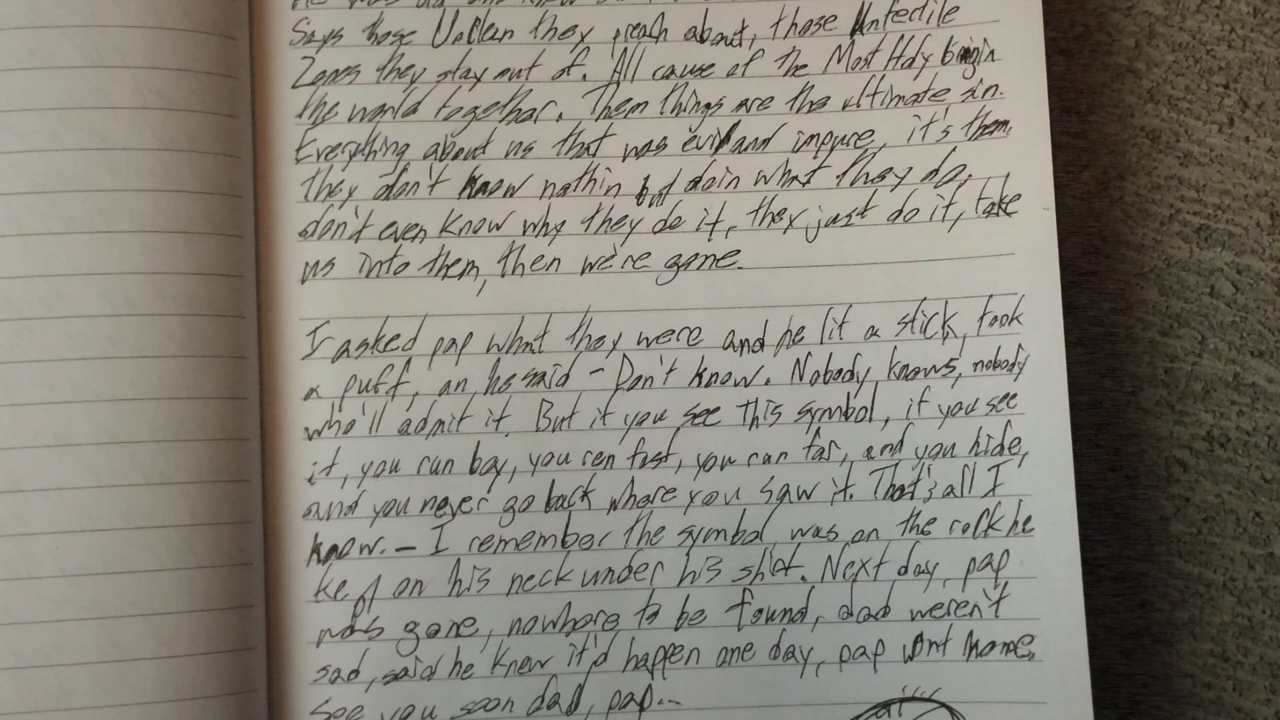 He was old, and knew
Says those Unclean they preach about, those Unfertile
Zones they stay out of. All cause of the Most Holy bringin
the world together. Them things are the ultimate sin.
Everything about us that was evil and impure, it's them,
they don't know nothin but doin what they do,
don't even know why they do it, they just do it, take
us into them, then we're gone.
I asked pap what they were and he lit a stick, took
a puff, an he said - Don't know. Nobody knows, nobody
who'll admit it. But if you see this symbol, if you see
it, you run boy, you run fast, you run far, and you hide,
and you never go back where you saw it. That's all I
know. - I remember the symbol was on the rock he
kept on his neck under his shirt. Next day, pap
was gone, nowhere to be found, dad weren't
sad, said he knew it'd happen one day, pap went home,
see you soon dad, pap...